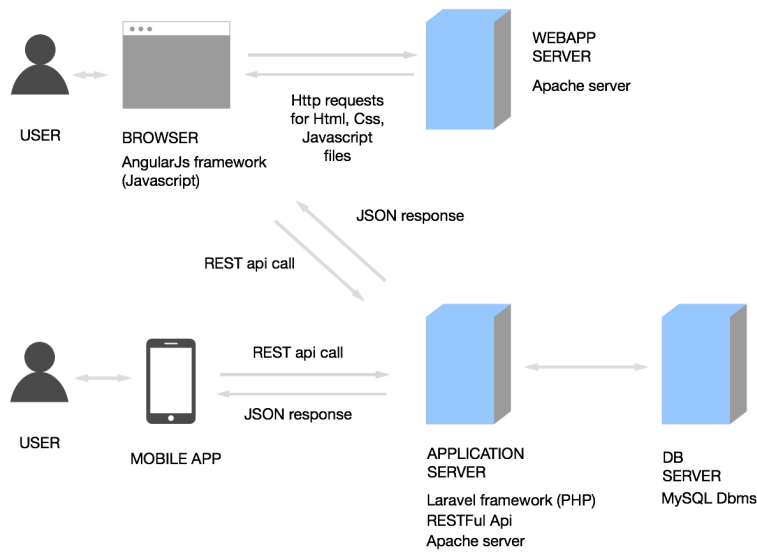 WEBAPP
SERVER
Apache server
Http requests
for Html, Css,
Javascript
files
USER
BROWSER
AngularJs framework
(Javascript)
JSON response
REST api call
REST api call
JSON response
USER
MOBILE APP
APPLICATION
SERVER
Laravel framework (PHP)
RESTFul Api
Apache server
DB
SERVER
MySQL Dbms